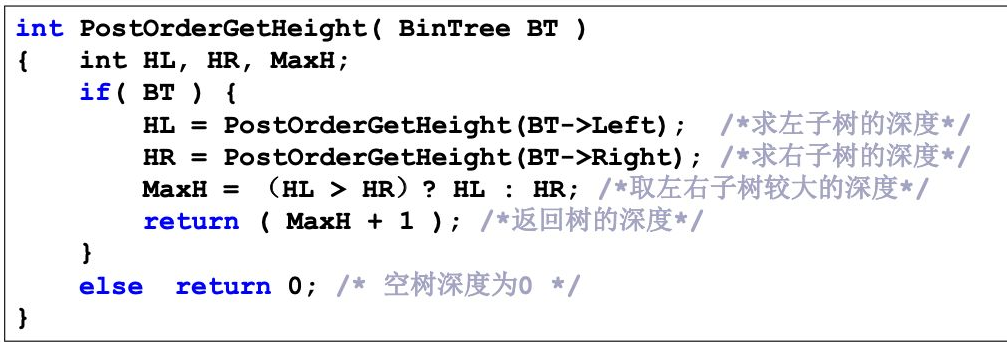 int PostOrderGetHeight( BinTree BT )
{   int HL, HR, MaxH;
    if( BT ) {
        HL = PostOrderGetHeight(BT->Left);  /*求左子树的深度*/
        HR = PostOrderGetHeight(BT->Right); /*求右子树的深度*/
        MaxH = （HL > HR）? HL : HR; /*取左右子树较大的深度*/
        return ( MaxH + 1 ); /*返回树的深度*/
    }
    else  return 0; /* 空树深度为0 */
}